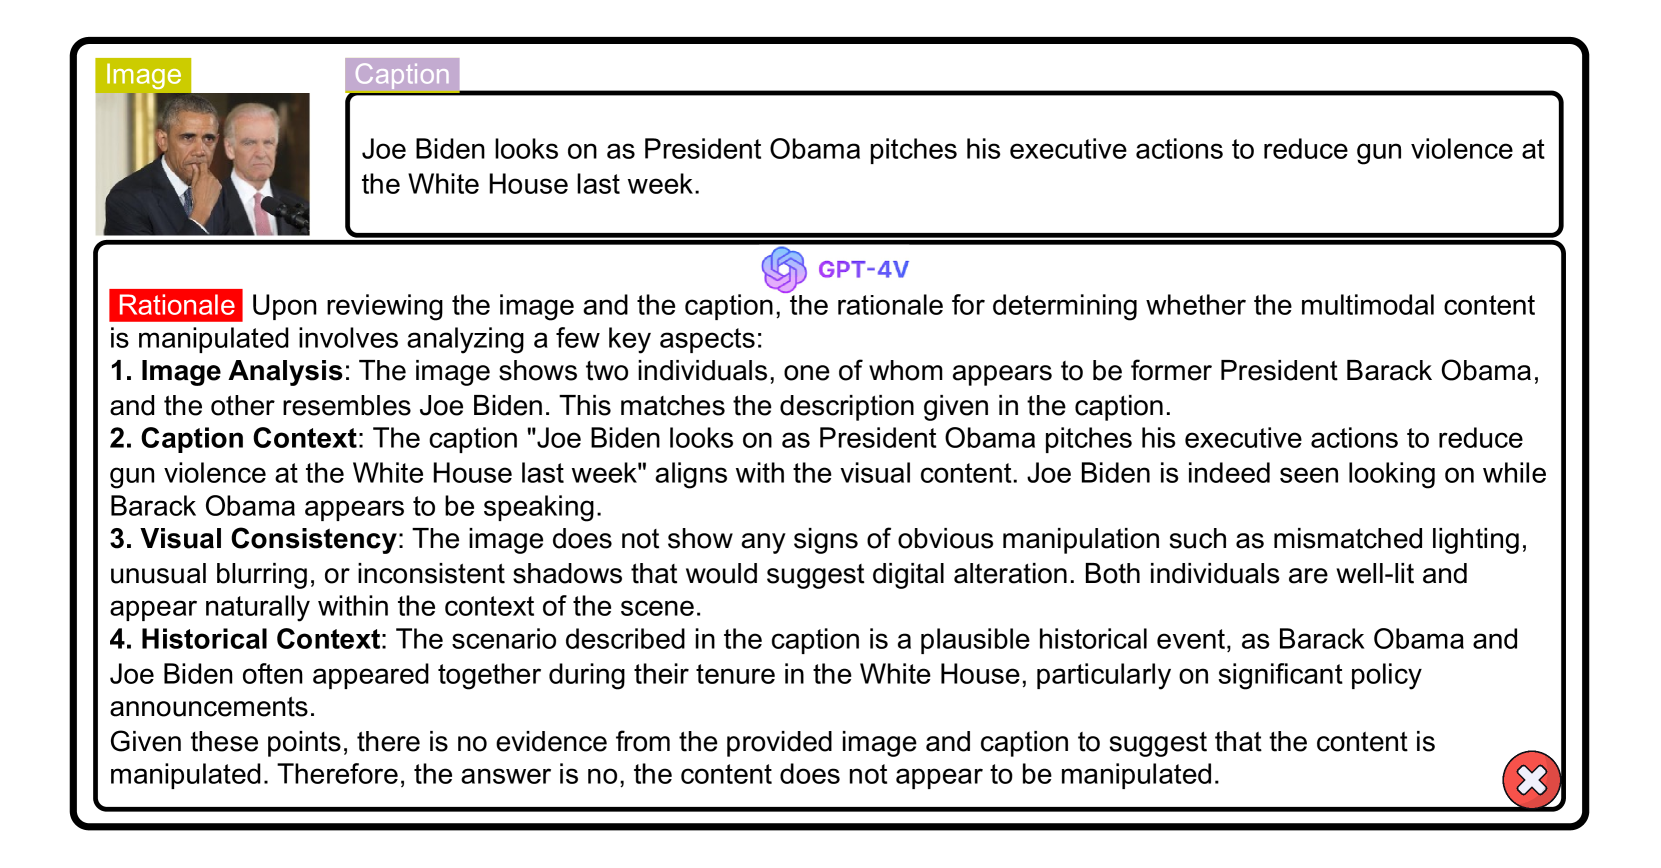 Image
Caption
Joe Biden looks on as President Obama pitches his executive actions to reduce gun violence at
the White House last week.
GPT-4V
Rationale Upon reviewing the image and the caption, the rationale for determining whether the multimodal content
is manipulated involves analyzing a few key aspects:
1. Image Analysis: The image shows two individuals, one of whom appears to be former President Barack Obama,
and the other resembles Joe Biden. This matches the description given in the caption.
2. Caption Context: The caption "Joe Biden looks on as President Obama pitches his executive actions to reduce
gun violence at the White House last week" aligns with the visual content. Joe Biden is indeed seen looking on while
Barack Obama appears to be speaking.
3. Visual Consistency: The image does not show any signs of obvious manipulation such as mismatched lighting,
unusual blurring, or inconsistent shadows that would suggest digital alteration. Both individuals are well-lit and
appear naturally within the context of the scene.
4. Historical Context: The scenario described in the caption is a plausible historical event, as Barack Obama and
Joe Biden often appeared together during their tenure in the White House, particularly on significant policy
announcements.
Given these points, there is no evidence from the provided image and caption to suggest that the content is
manipulated. Therefore, the answer is no, the content does not appear to be manipulated.